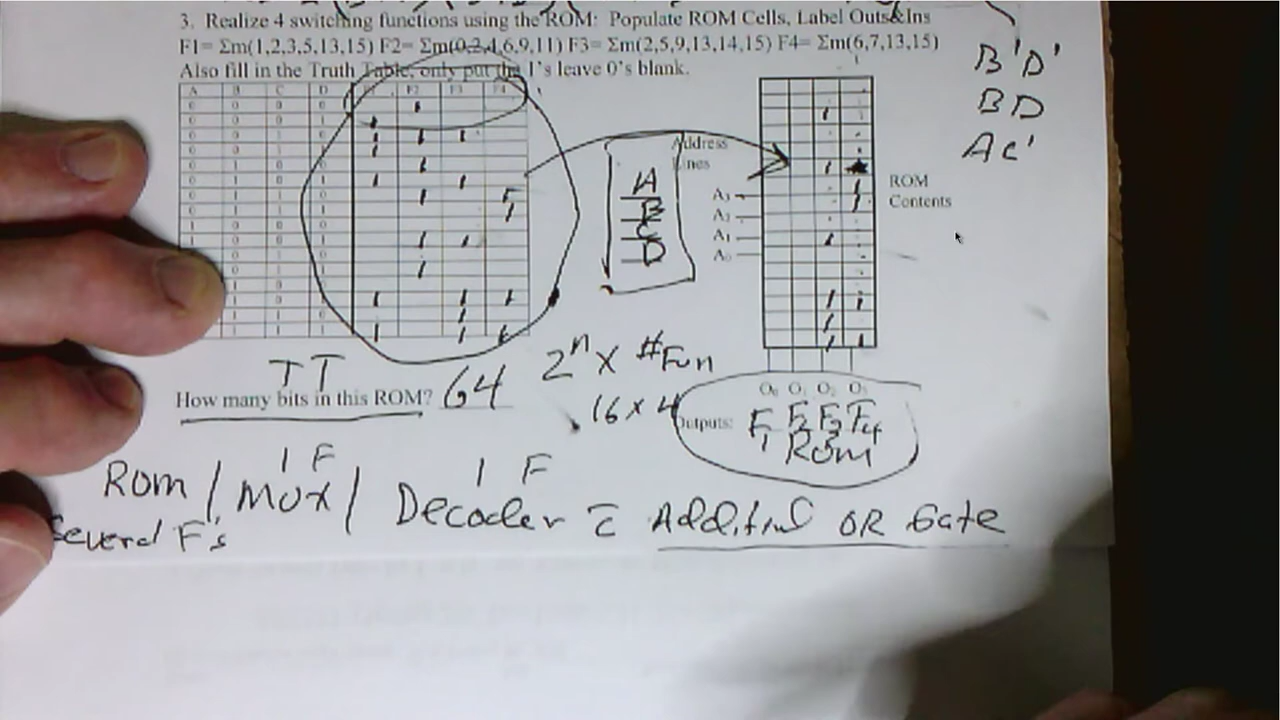 3. Realize 4 switching functions using the ROM: Populate ROM Cells, Label Outs&Ins
F1= Σm(1,2,3,5,13,15) F2= Σm(0,2,4,6,9,11) F3= Σm(2,5,9,13,14,15) F4= Σm(6,7,13,15)
Also fill in the Truth Table, only put the 1's leave 0's blank.
B'D'
BD
AC'
A B C D F2 F3 F4
Address
Lines
A
B
C
D
A₃
A₂
A₁
A₀
ROM
Contents
TT
2ⁿ X #Fun
How many bits in this ROM? 64
16 x 4
O₀ O₁ O₂ O₃
Outputs: F1 F2 F3 F4
Rom
1 F 1 F
Rom / Mux / Decoder Additinal OR Gate
Several F's